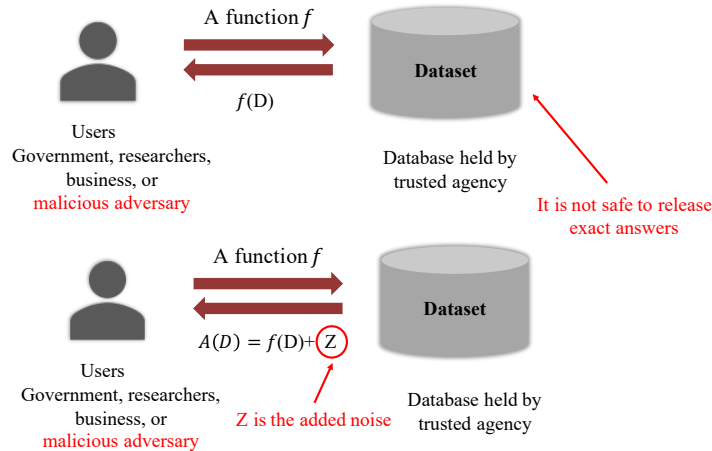 A function f
Dataset
f(D)
Users
Government, researchers,
business, or
malicious adversary
Database held by
trusted agency
It is not safe to release
exact answers
A function f
Dataset
A(D) = f(D)+ Z
Users
Government, researchers,
business, or
malicious adversary
Z is the added noise
Database held by
trusted agency